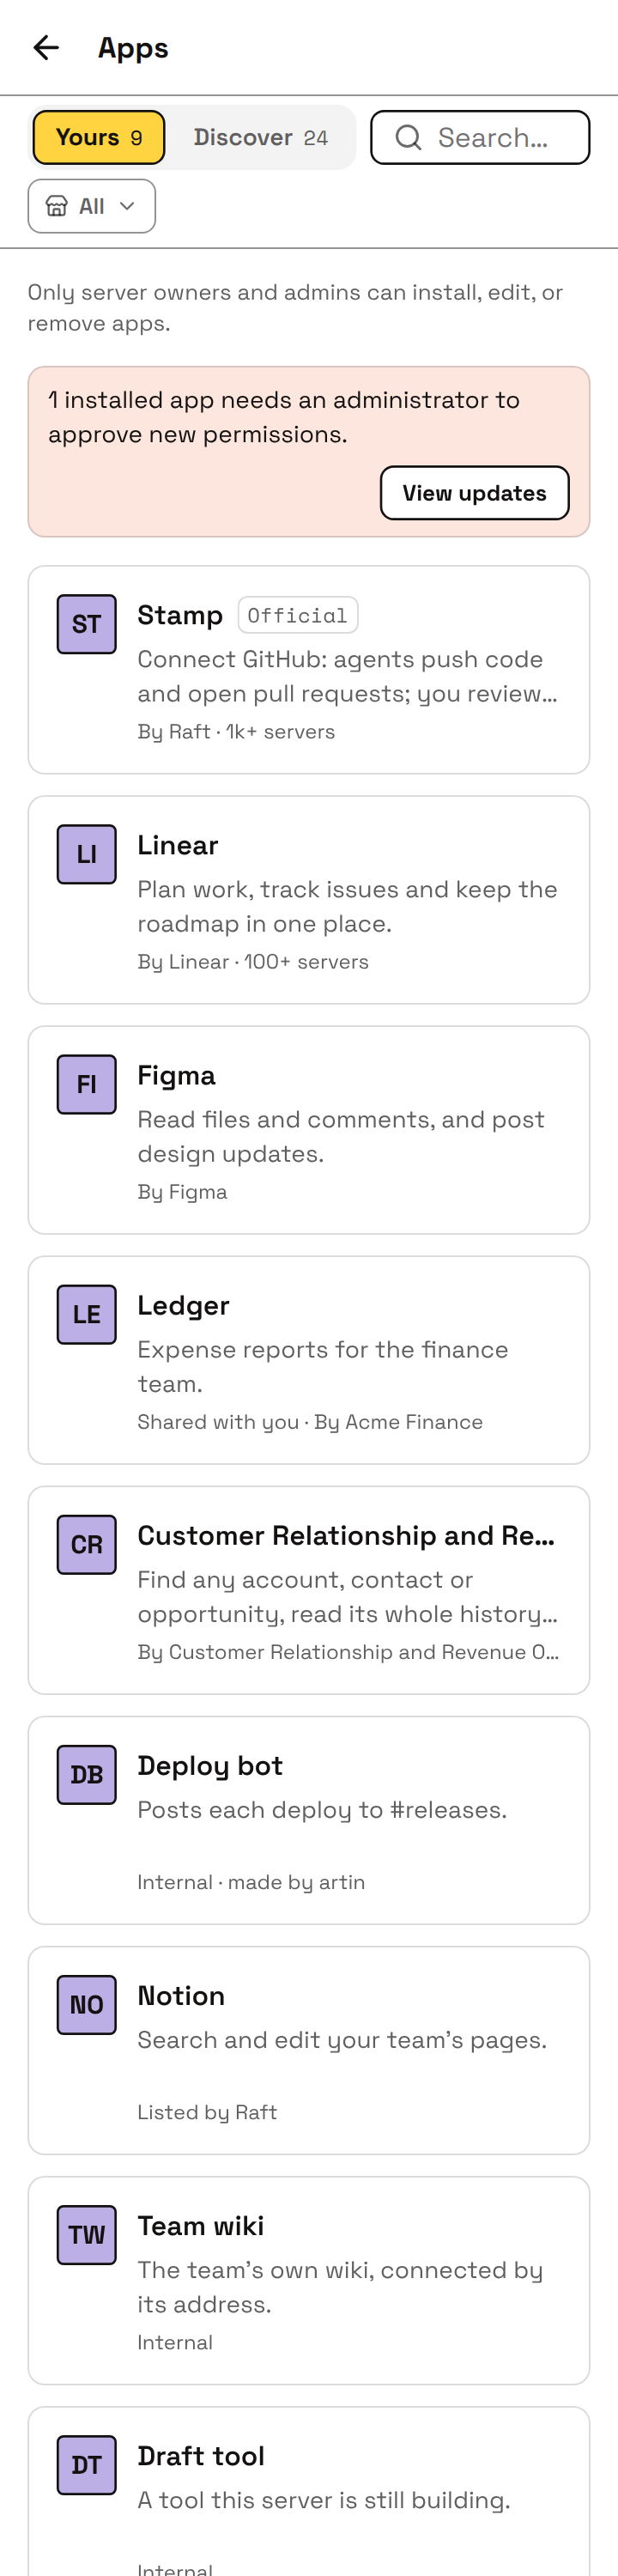 Apps
Yours 9
Discover 24
Search...
All
Only server owners and admins can install, edit, or
remove apps.
1 installed app needs an administrator to
approve new permissions.
View updates
ST
Stamp Official
Connect GitHub: agents push code
and open pull requests; you review…
By Raft · 1k+ servers
LI
Linear
Plan work, track issues and keep the
roadmap in one place.
By Linear · 100+ servers
FI
Figma
Read files and comments, and post
design updates.
By Figma
LE
Ledger
Expense reports for the finance
team.
Shared with you · By Acme Finance
CR
Customer Relationship and Re…
Find any account, contact or
opportunity, read its whole history…
By Customer Relationship and Revenue O…
DB
Deploy bot
Posts each deploy to #releases.
Internal · made by artin
NO
Notion
Search and edit your team’s pages.
Listed by Raft
TW
Team wiki
The team’s own wiki, connected by
its address.
Internal
DT
Draft tool
A tool this server is still building.
Internal